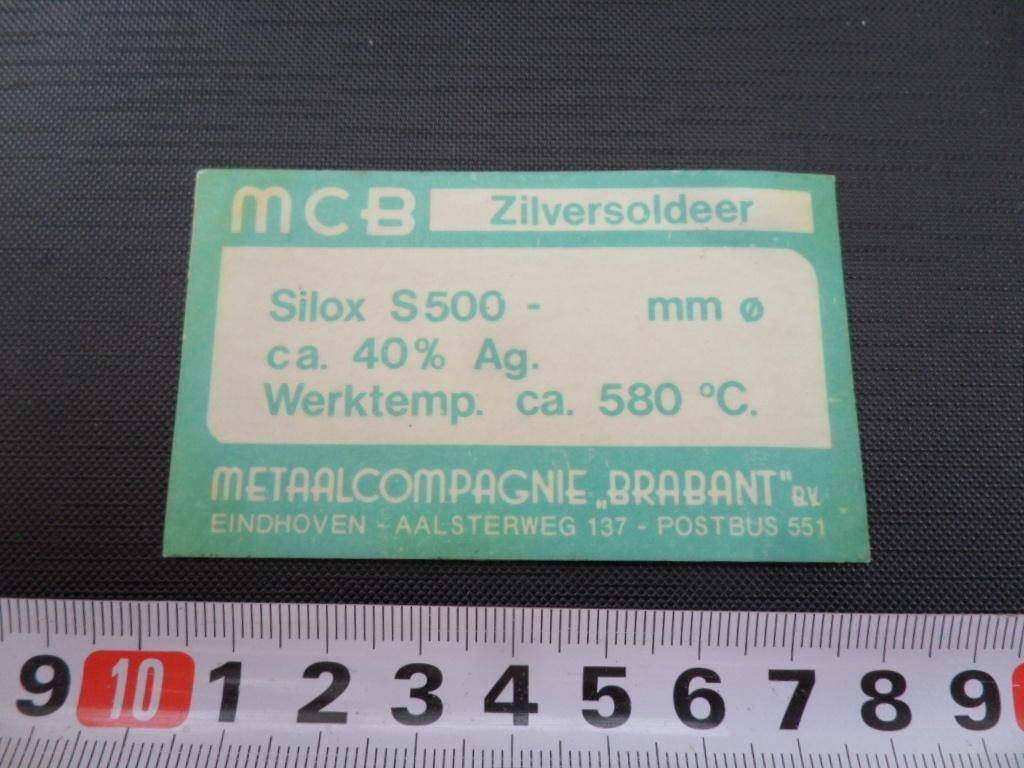 MCB Zilversoldeer
Silox S500 - mm ø
ca. 40% Ag.
Werktemp. ca. 580 °C.
METAALCOMPAGNIE „BRABANT" B.V.
EINDHOVEN - AALSTERWEG 137 - POSTBUS 551
9 10 1 2 3 4 5 6 7 8 9